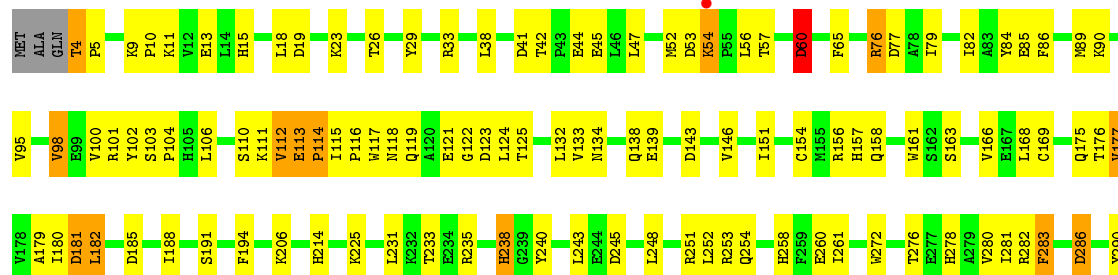 MET ALA GLN T4 P5 K9 P10 K11 V12 E13 L14 H15 L18 D19 K23 T26 Y29 R33 L38 D41 T42 P43 E44 E45 L46 L47 M52 D53 K54 P55 L56 T57 D60 F65 R76 D77 A78 I79 I82 A83 Y84 E85 F86 M89 K90
V95 V98 E99 V100 R101 Y102 S103 P104 H105 L106 S110 K111 V112 E113 P114 I115 P116 W117 N118 Q119 A120 E121 G122 D123 L124 T125 L132 V133 N134 Q138 E139 D143 V146 I151 C154 M155 R156 H157 Q158 W161 S162 S163 V166 E167 L168 C169 Q175 T176 V177
V178 A179 I180 D181 L182 D185 I188 S191 F194 K206 H214 K225 L231 K232 T233 E234 R235 H238 G239 Y240 L243 E244 D245 L248 R251 L252 R253 Q254 H258 F259 E260 I261 W272 T276 E277 H278 A279 V280 I281 R282 F283 D286